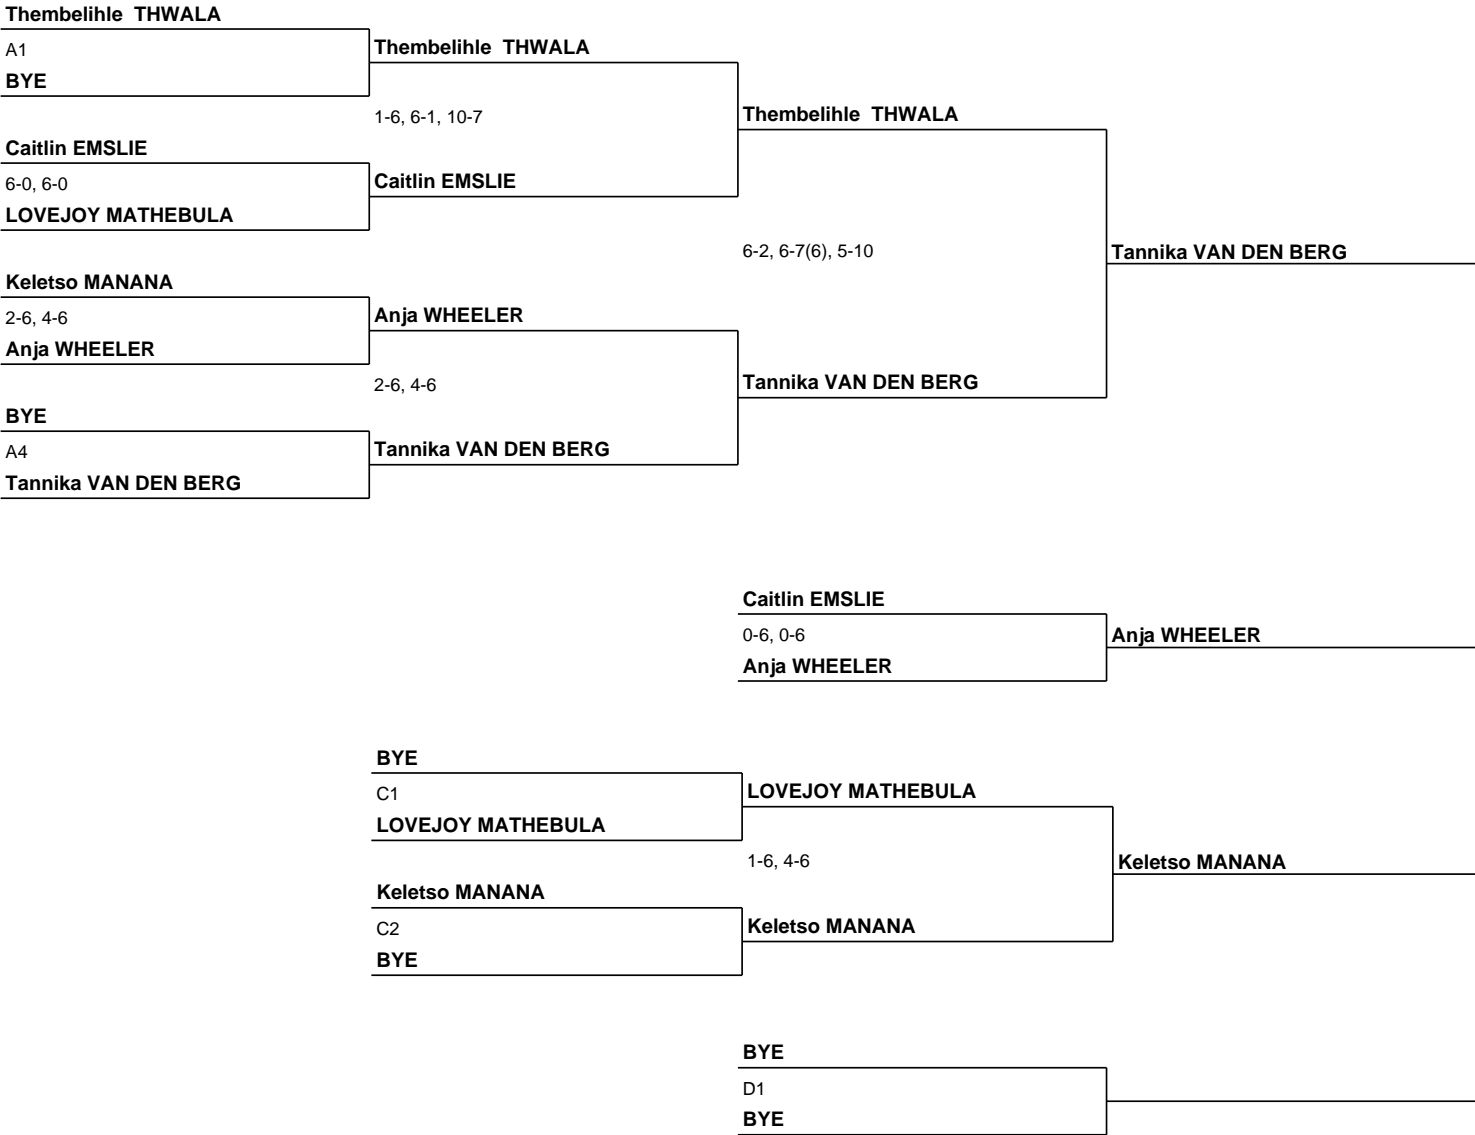 Thembelihle  THWALA
A1
Thembelihle  THWALA
BYE
1-6, 6-1, 10-7
Thembelihle  THWALA
Caitlin EMSLIE
6-0, 6-0
Caitlin EMSLIE
LOVEJOY MATHEBULA
6-2, 6-7(6), 5-10
Tannika VAN DEN BERG
Keletso MANANA
2-6, 4-6
Anja WHEELER
Anja WHEELER
2-6, 4-6
Tannika VAN DEN BERG
BYE
A4
Tannika VAN DEN BERG
Tannika VAN DEN BERG
Caitlin EMSLIE
0-6, 0-6
Anja WHEELER
Anja WHEELER
BYE
C1
LOVEJOY MATHEBULA
LOVEJOY MATHEBULA
1-6, 4-6
Keletso MANANA
Keletso MANANA
C2
Keletso MANANA
BYE
BYE
D1
BYE